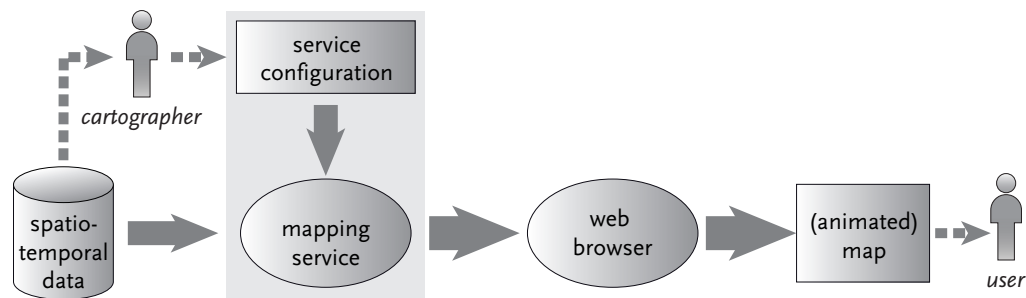 service
configuration
cartographer
spatio-
temporal
data
mapping
service
web
browser
(animated)
map
user